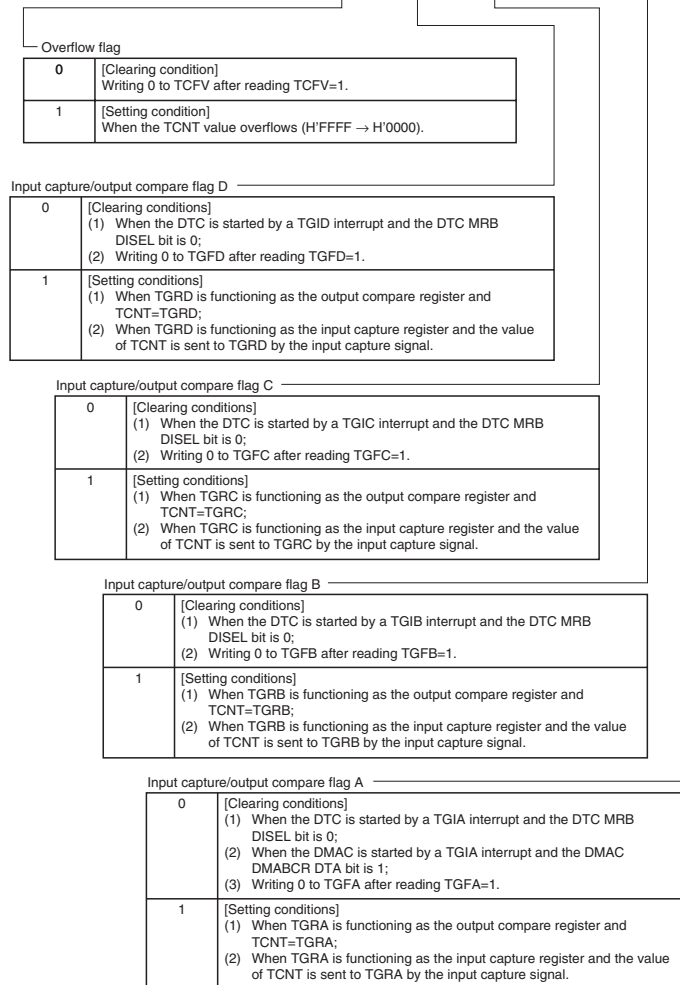 Overflow flag
0 [Clearing condition]
Writing 0 to TCFV after reading TCFV=1.
1 [Setting condition]
When the TCNT value overflows (H'FFFF → H'0000).
Input capture/output compare flag D
0 [Clearing conditions]
(1) When the DTC is started by a TGID interrupt and the DTC MRB
DISEL bit is 0;
(2) Writing 0 to TGFD after reading TGFD=1.
1 [Setting conditions]
(1) When TGRD is functioning as the output compare register and
TCNT=TGRD;
(2) When TGRD is functioning as the input capture register and the value
of TCNT is sent to TGRD by the input capture signal.
Input capture/output compare flag C
0 [Clearing conditions]
(1) When the DTC is started by a TGIC interrupt and the DTC MRB
DISEL bit is 0;
(2) Writing 0 to TGFC after reading TGFC=1.
1 [Setting conditions]
(1) When TGRC is functioning as the output compare register and
TCNT=TGRC;
(2) When TGRC is functioning as the input capture register and the value
of TCNT is sent to TGRC by the input capture signal.
Input capture/output compare flag B
0 [Clearing conditions]
(1) When the DTC is started by a TGIB interrupt and the DTC MRB
DISEL bit is 0;
(2) Writing 0 to TGFB after reading TGFB=1.
1 [Setting conditions]
(1) When TGRB is functioning as the output compare register and
TCNT=TGRB;
(2) When TGRB is functioning as the input capture register and the value
of TCNT is sent to TGRB by the input capture signal.
Input capture/output compare flag A
0 [Clearing conditions]
(1) When the DTC is started by a TGIA interrupt and the DTC MRB
DISEL bit is 0;
(2) When the DMAC is started by a TGIA interrupt and the DMAC
DMABCR DTA bit is 1;
(3) Writing 0 to TGFA after reading TGFA=1.
1 [Setting conditions]
(1) When TGRA is functioning as the output compare register and
TCNT=TGRA;
(2) When TGRA is functioning as the input capture register and the value
of TCNT is sent to TGRA by the input capture signal.